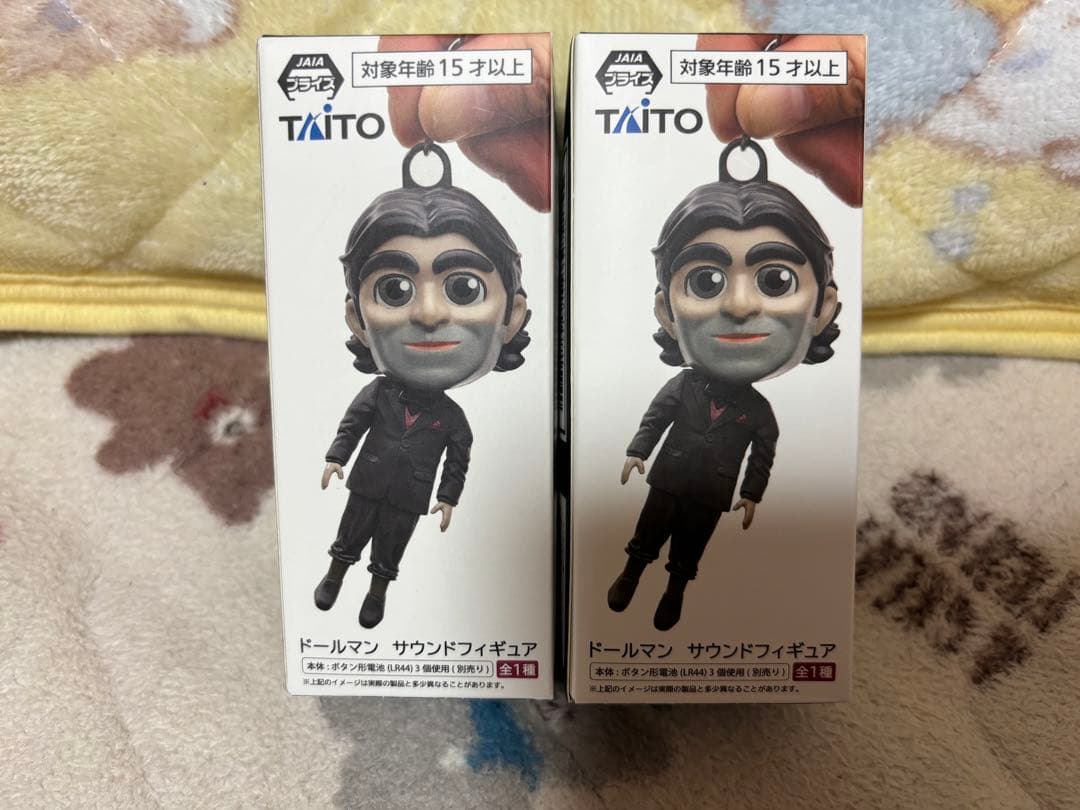 JAIA
プライズ
対象年齢15才以上
TAITO
ドールマン サウンドフィギュア
本体:ボタン形電池(LR44)3個使用(別売り) 全1種
※上記のイメージは実際の製品と多少異なることがあります。
JAIA
プライズ
対象年齢15才以上
TAITO
ドールマン サウンドフィギュア
本体:ボタン形電池(LR44)3個使用(別売り) 全1種
※上記のイメージは実際の製品と多少異なることがあります。